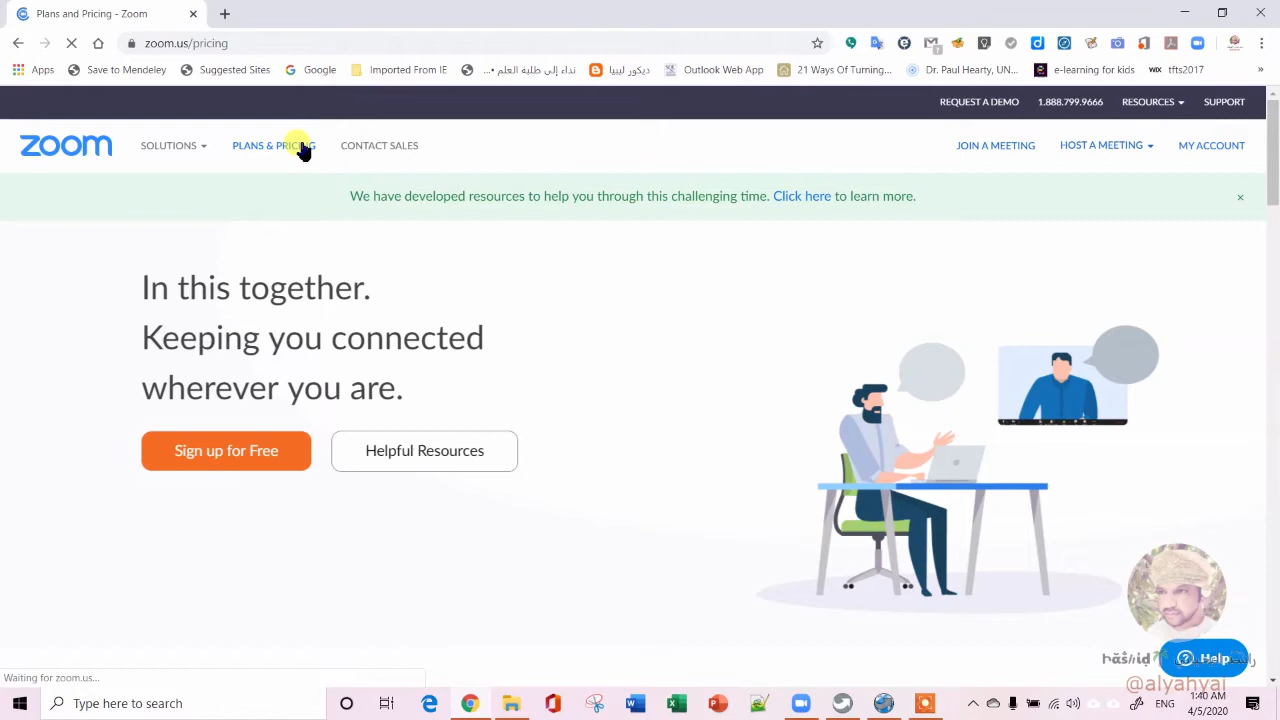 Plans and Pricing - Zoom
zoom.us/pricing
Apps
Save to Mendeley
Suggested Sites
Google
Imported From IE
نداء إلى طلبة العلم...
ديكور ليبيا
Outlook Web App
21 Ways Of Turning...
Dr. Paul Hearty, UN...
e-learning for kids
WIX
tfts2017
»
REQUEST A DEMO
1.888.799.9666
RESOURCES
SUPPORT
zoom
SOLUTIONS
PLANS & PRICING
CONTACT SALES
JOIN A MEETING
HOST A MEETING
MY ACCOUNT
We have developed resources to help you through this challenging time. Click here to learn more.
In this together.
Keeping you connected
wherever you are.
Sign up for Free
Helpful Resources
Help
@alyahyai
Waiting for zoom.us...
Type here to search
1:40 AM
4/5/2020